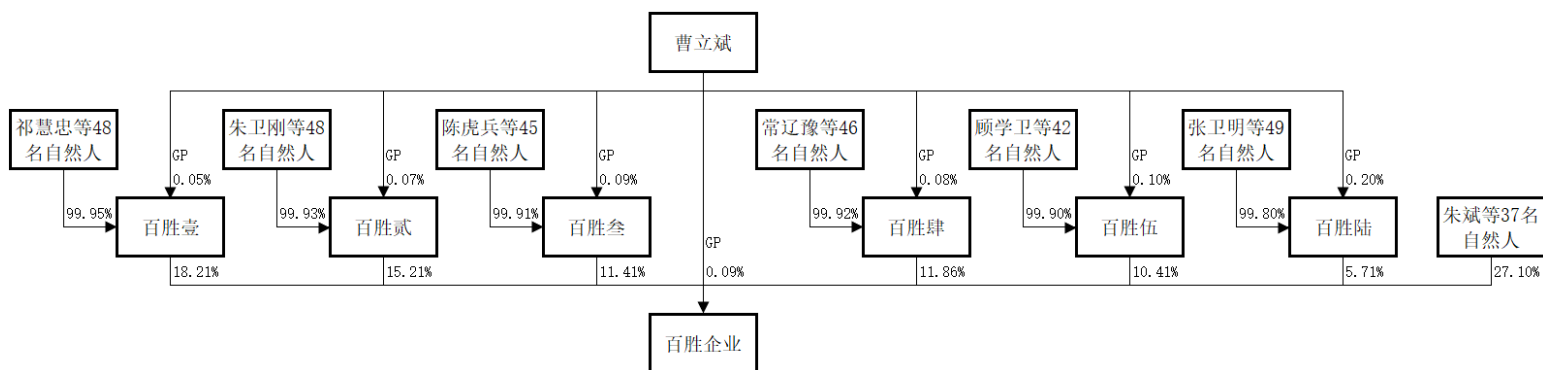 曹立斌
祁慧忠等48
名自然人
朱卫刚等48
名自然人
陈虎兵等45
名自然人
常辽豫等46
名自然人
顾学卫等42
名自然人
张卫明等49
名自然人
GP
0.05%
GP
0.07%
GP
0.09%
GP
0.08%
GP
0.10%
GP
0.20%
99.95%
99.93%
99.91%
99.92%
99.90%
99.80%
百胜壹
百胜贰
百胜叁
百胜肆
百胜伍
百胜陆
朱斌等37名
自然人
GP
0.09%
18.21%
15.21%
11.41%
11.86%
10.41%
5.71%
27.10%
百胜企业